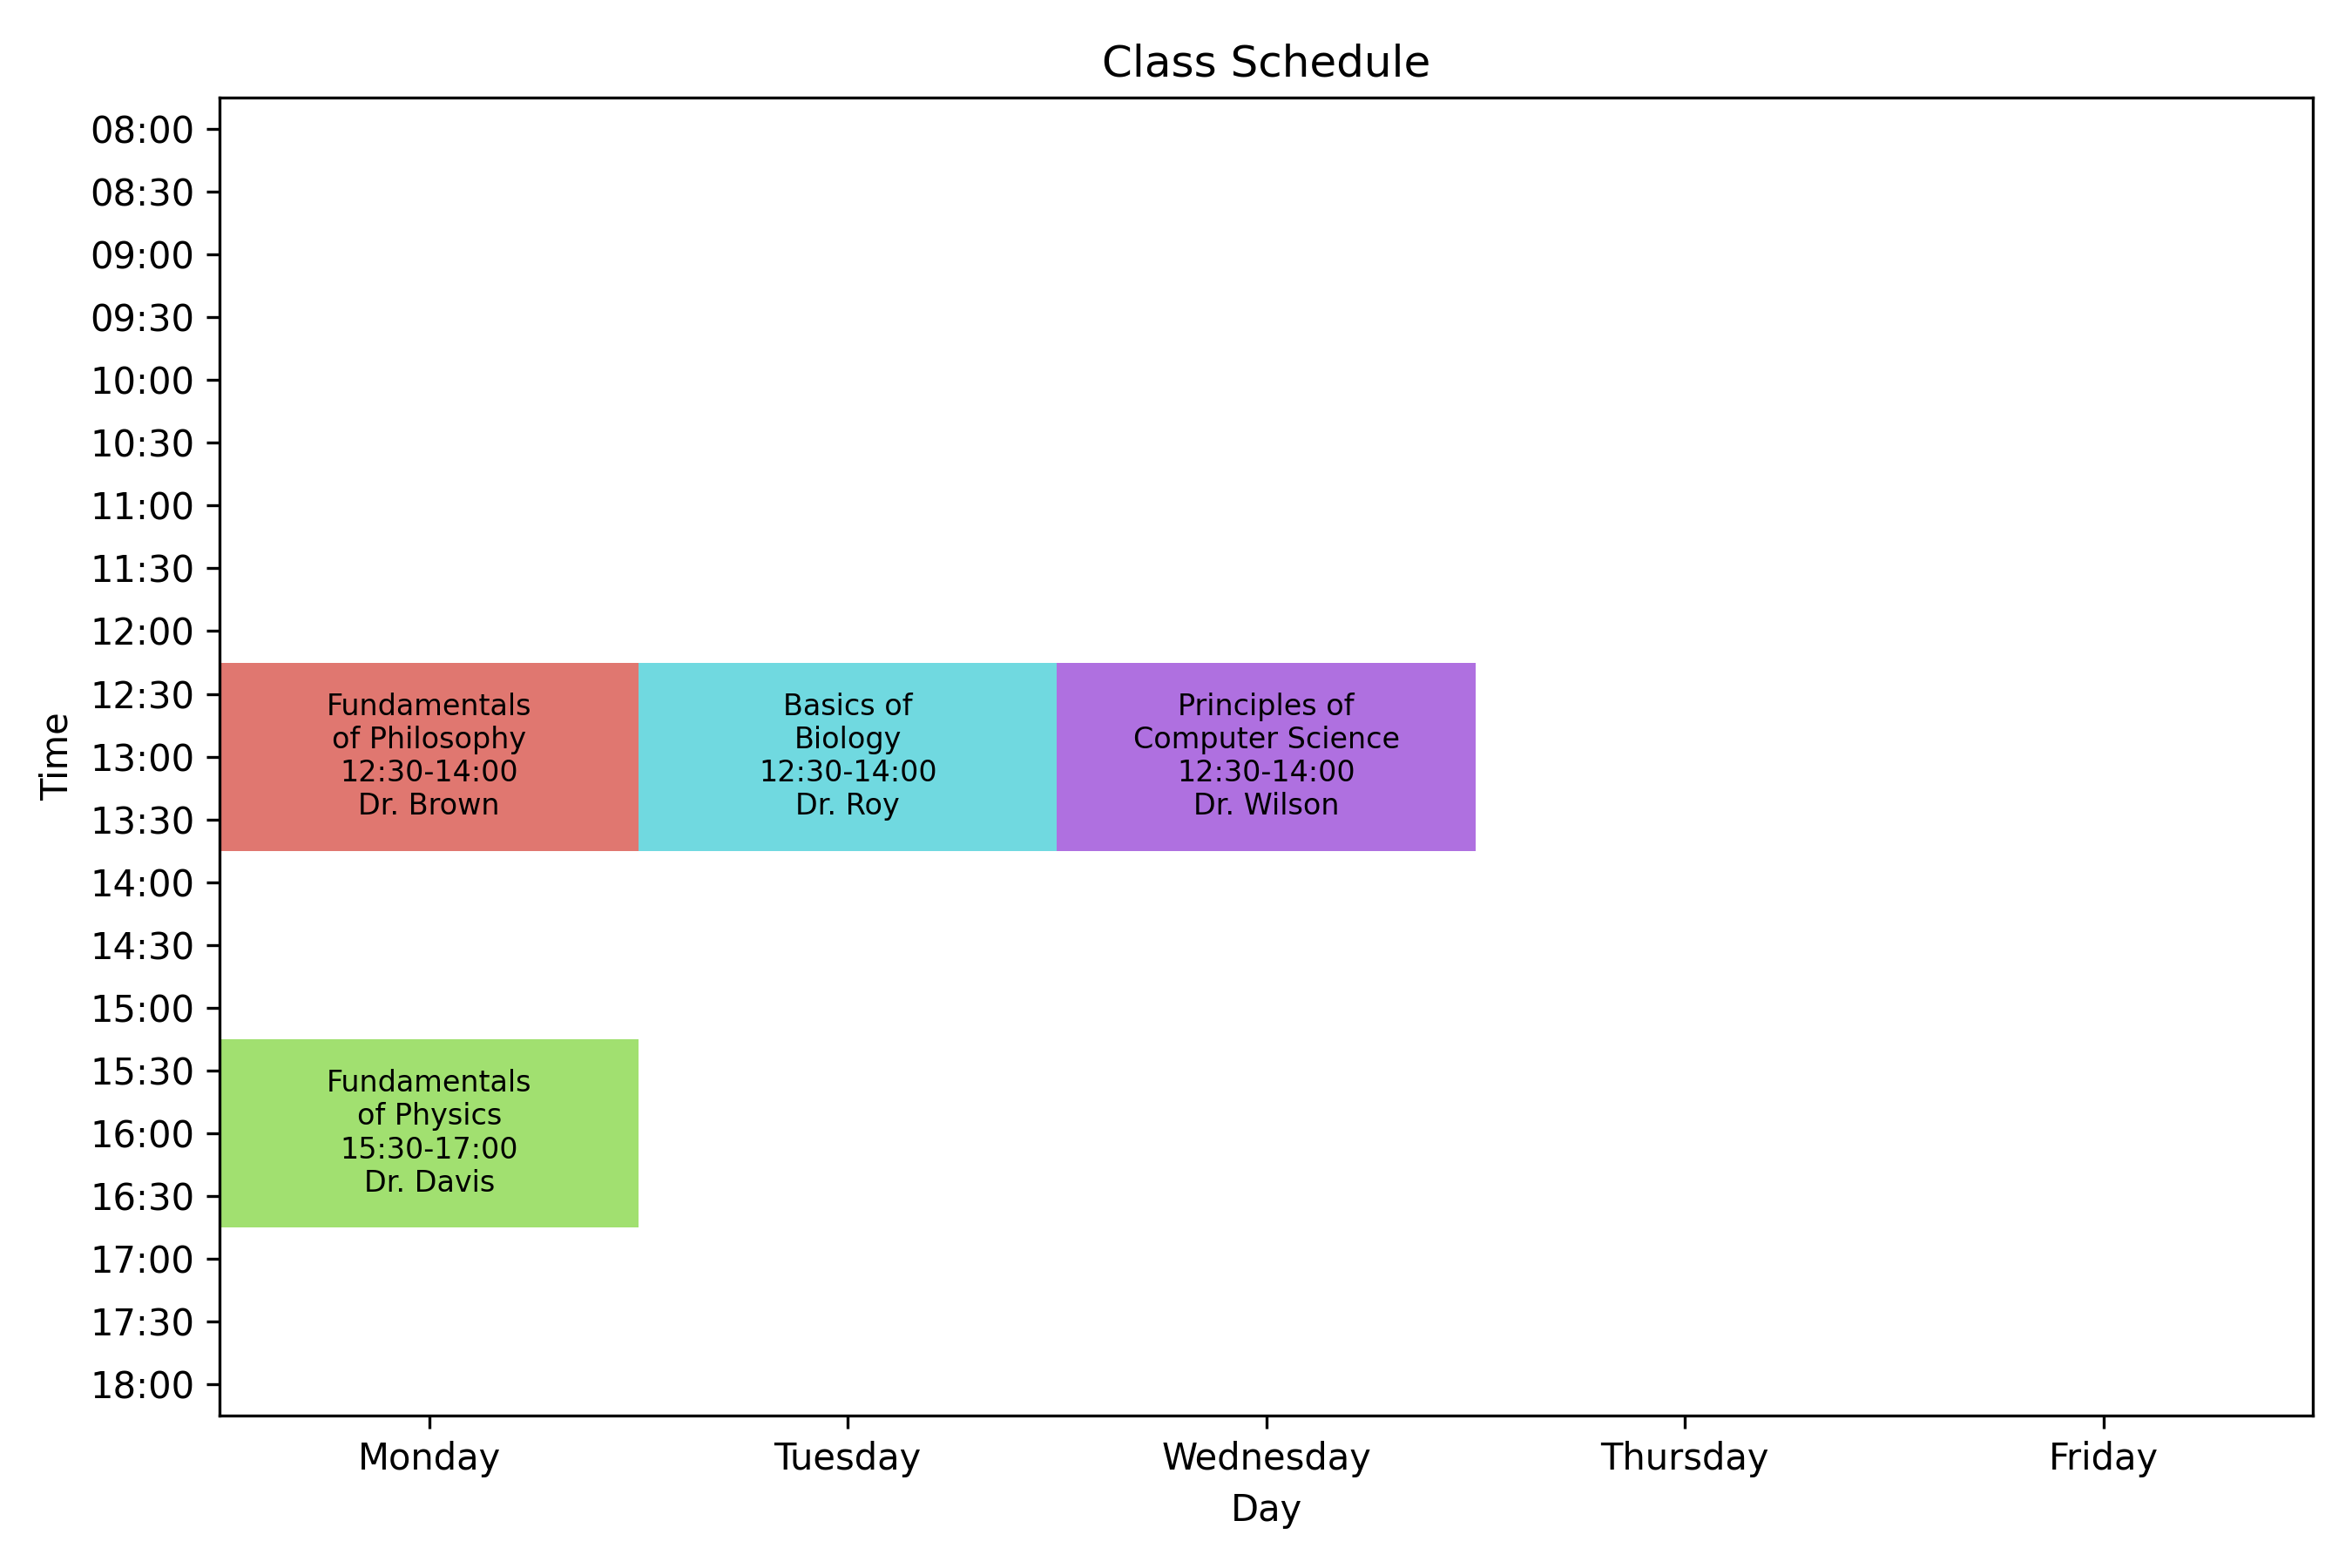 Class Schedule
Time
08:00
08:30
09:00
09:30
10:00
10:30
11:00
11:30
12:00
12:30
13:00
13:30
14:00
14:30
15:00
15:30
16:00
16:30
17:00
17:30
18:00
Fundamentals
of Philosophy
12:30-14:00
Dr. Brown
Basics of
Biology
12:30-14:00
Dr. Roy
Principles of
Computer Science
12:30-14:00
Dr. Wilson
Fundamentals
of Physics
15:30-17:00
Dr. Davis
Monday Tuesday Wednesday Thursday Friday
Day